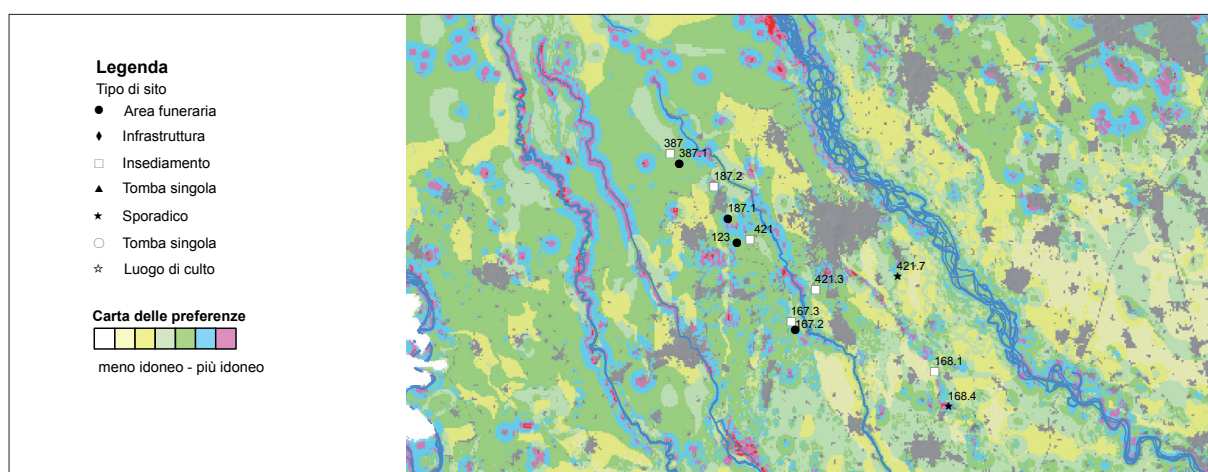 Legenda
Tipo di sito
Area funeraria
Infrastruttura
Insediamento
Tomba singola
Sporadico
Tomba singola
Luogo di culto
Carta delle preferenze
meno idoneo - più idoneo
387
387.1
187.2
187.1
123
421
421.7
421.3
167.3
167.2
168.1
168.4